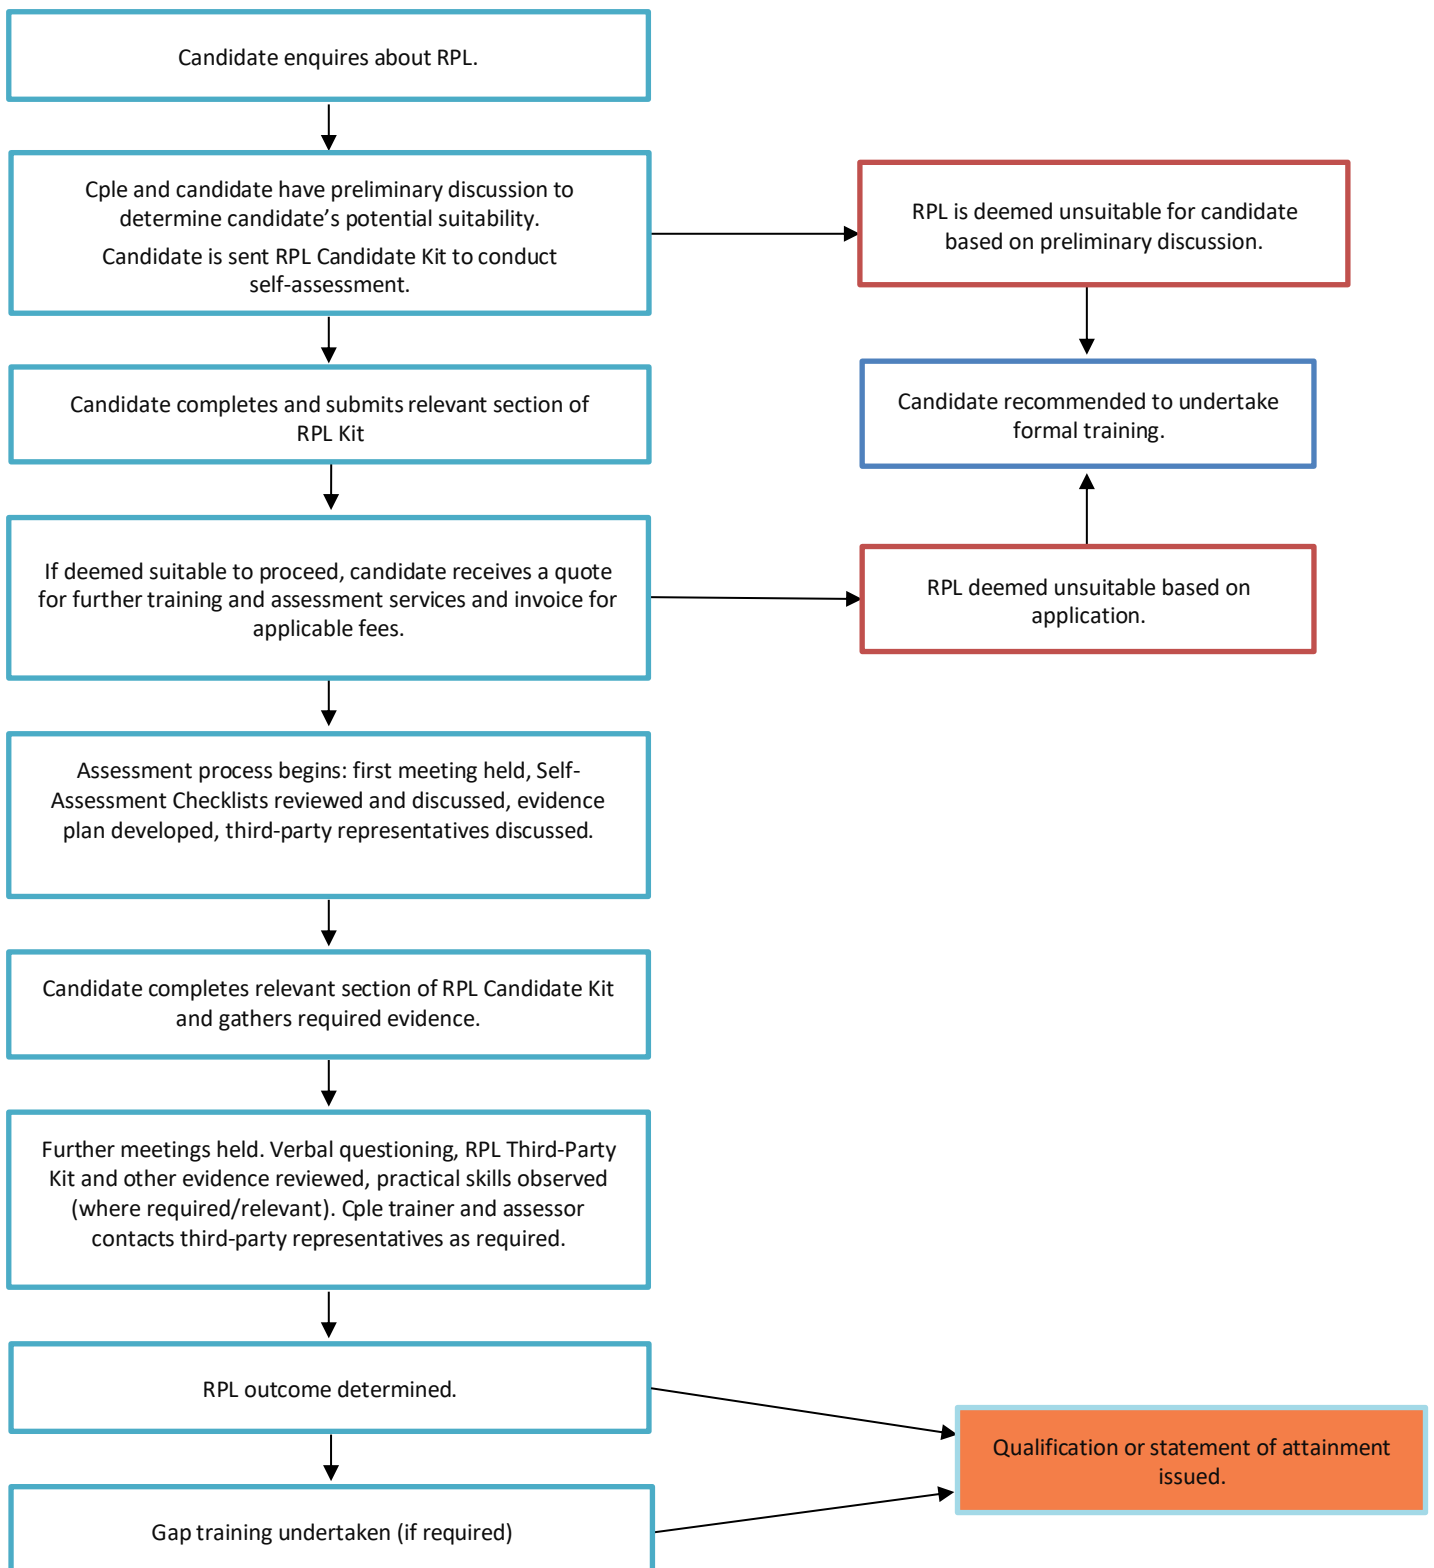 Candidate enquires about RPL.
Cple and candidate have preliminary discussion to
determine candidate’s potential suitability.
Candidate is sent RPL Candidate Kit to conduct
self-assessment.
RPL is deemed unsuitable for candidate
based on preliminary discussion.
Candidate completes and submits relevant section of
RPL Kit
Candidate recommended to undertake
formal training.
If deemed suitable to proceed, candidate receives a quote
for further training and assessment services and invoice for
applicable fees.
RPL deemed unsuitable based on
application.
Assessment process begins: first meeting held, Self-
Assessment Checklists reviewed and discussed, evidence
plan developed, third-party representatives discussed.
Candidate completes relevant section of RPL Candidate Kit
and gathers required evidence.
Further meetings held. Verbal questioning, RPL Third-Party
Kit and other evidence reviewed, practical skills observed
(where required/relevant). Cple trainer and assessor
contacts third-party representatives as required.
RPL outcome determined.
Qualification or statement of attainment
issued.
Gap training undertaken (if required)